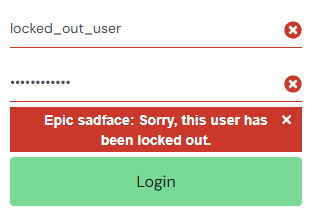 locked_out_user
••••••••••••
Epic sadface: Sorry, this user has
been locked out.
Login